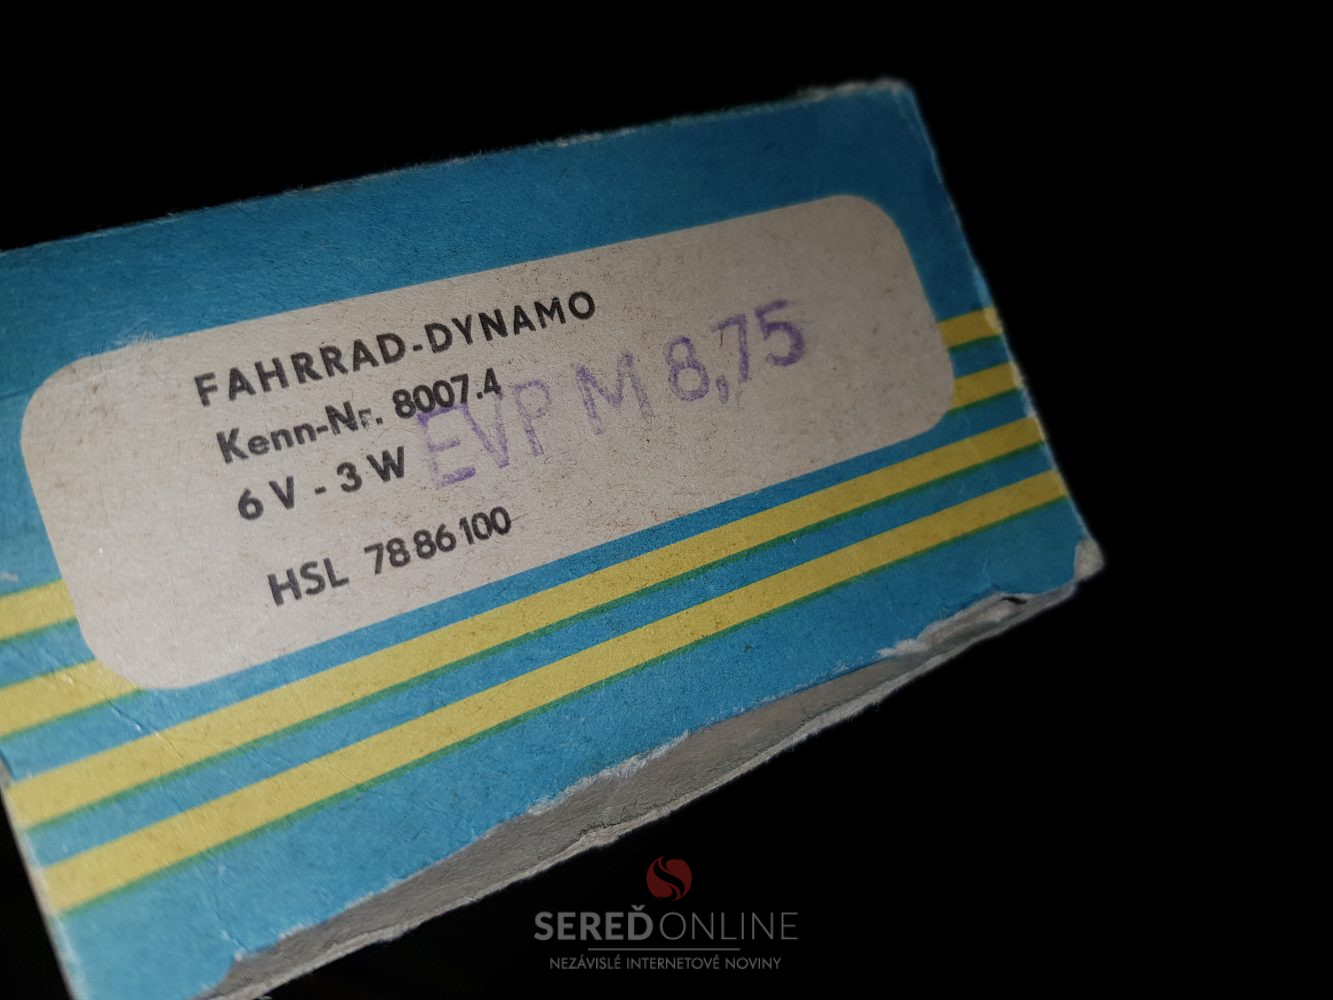 FAHRRAD-DYNAMO
Kenn-Nr. 8007.4
EVP M 8,75
6 V - 3 W
HSL 7886100
SEREĎONLINE
NEZÁVISLÉ INTERNETOVÉ NOVINY